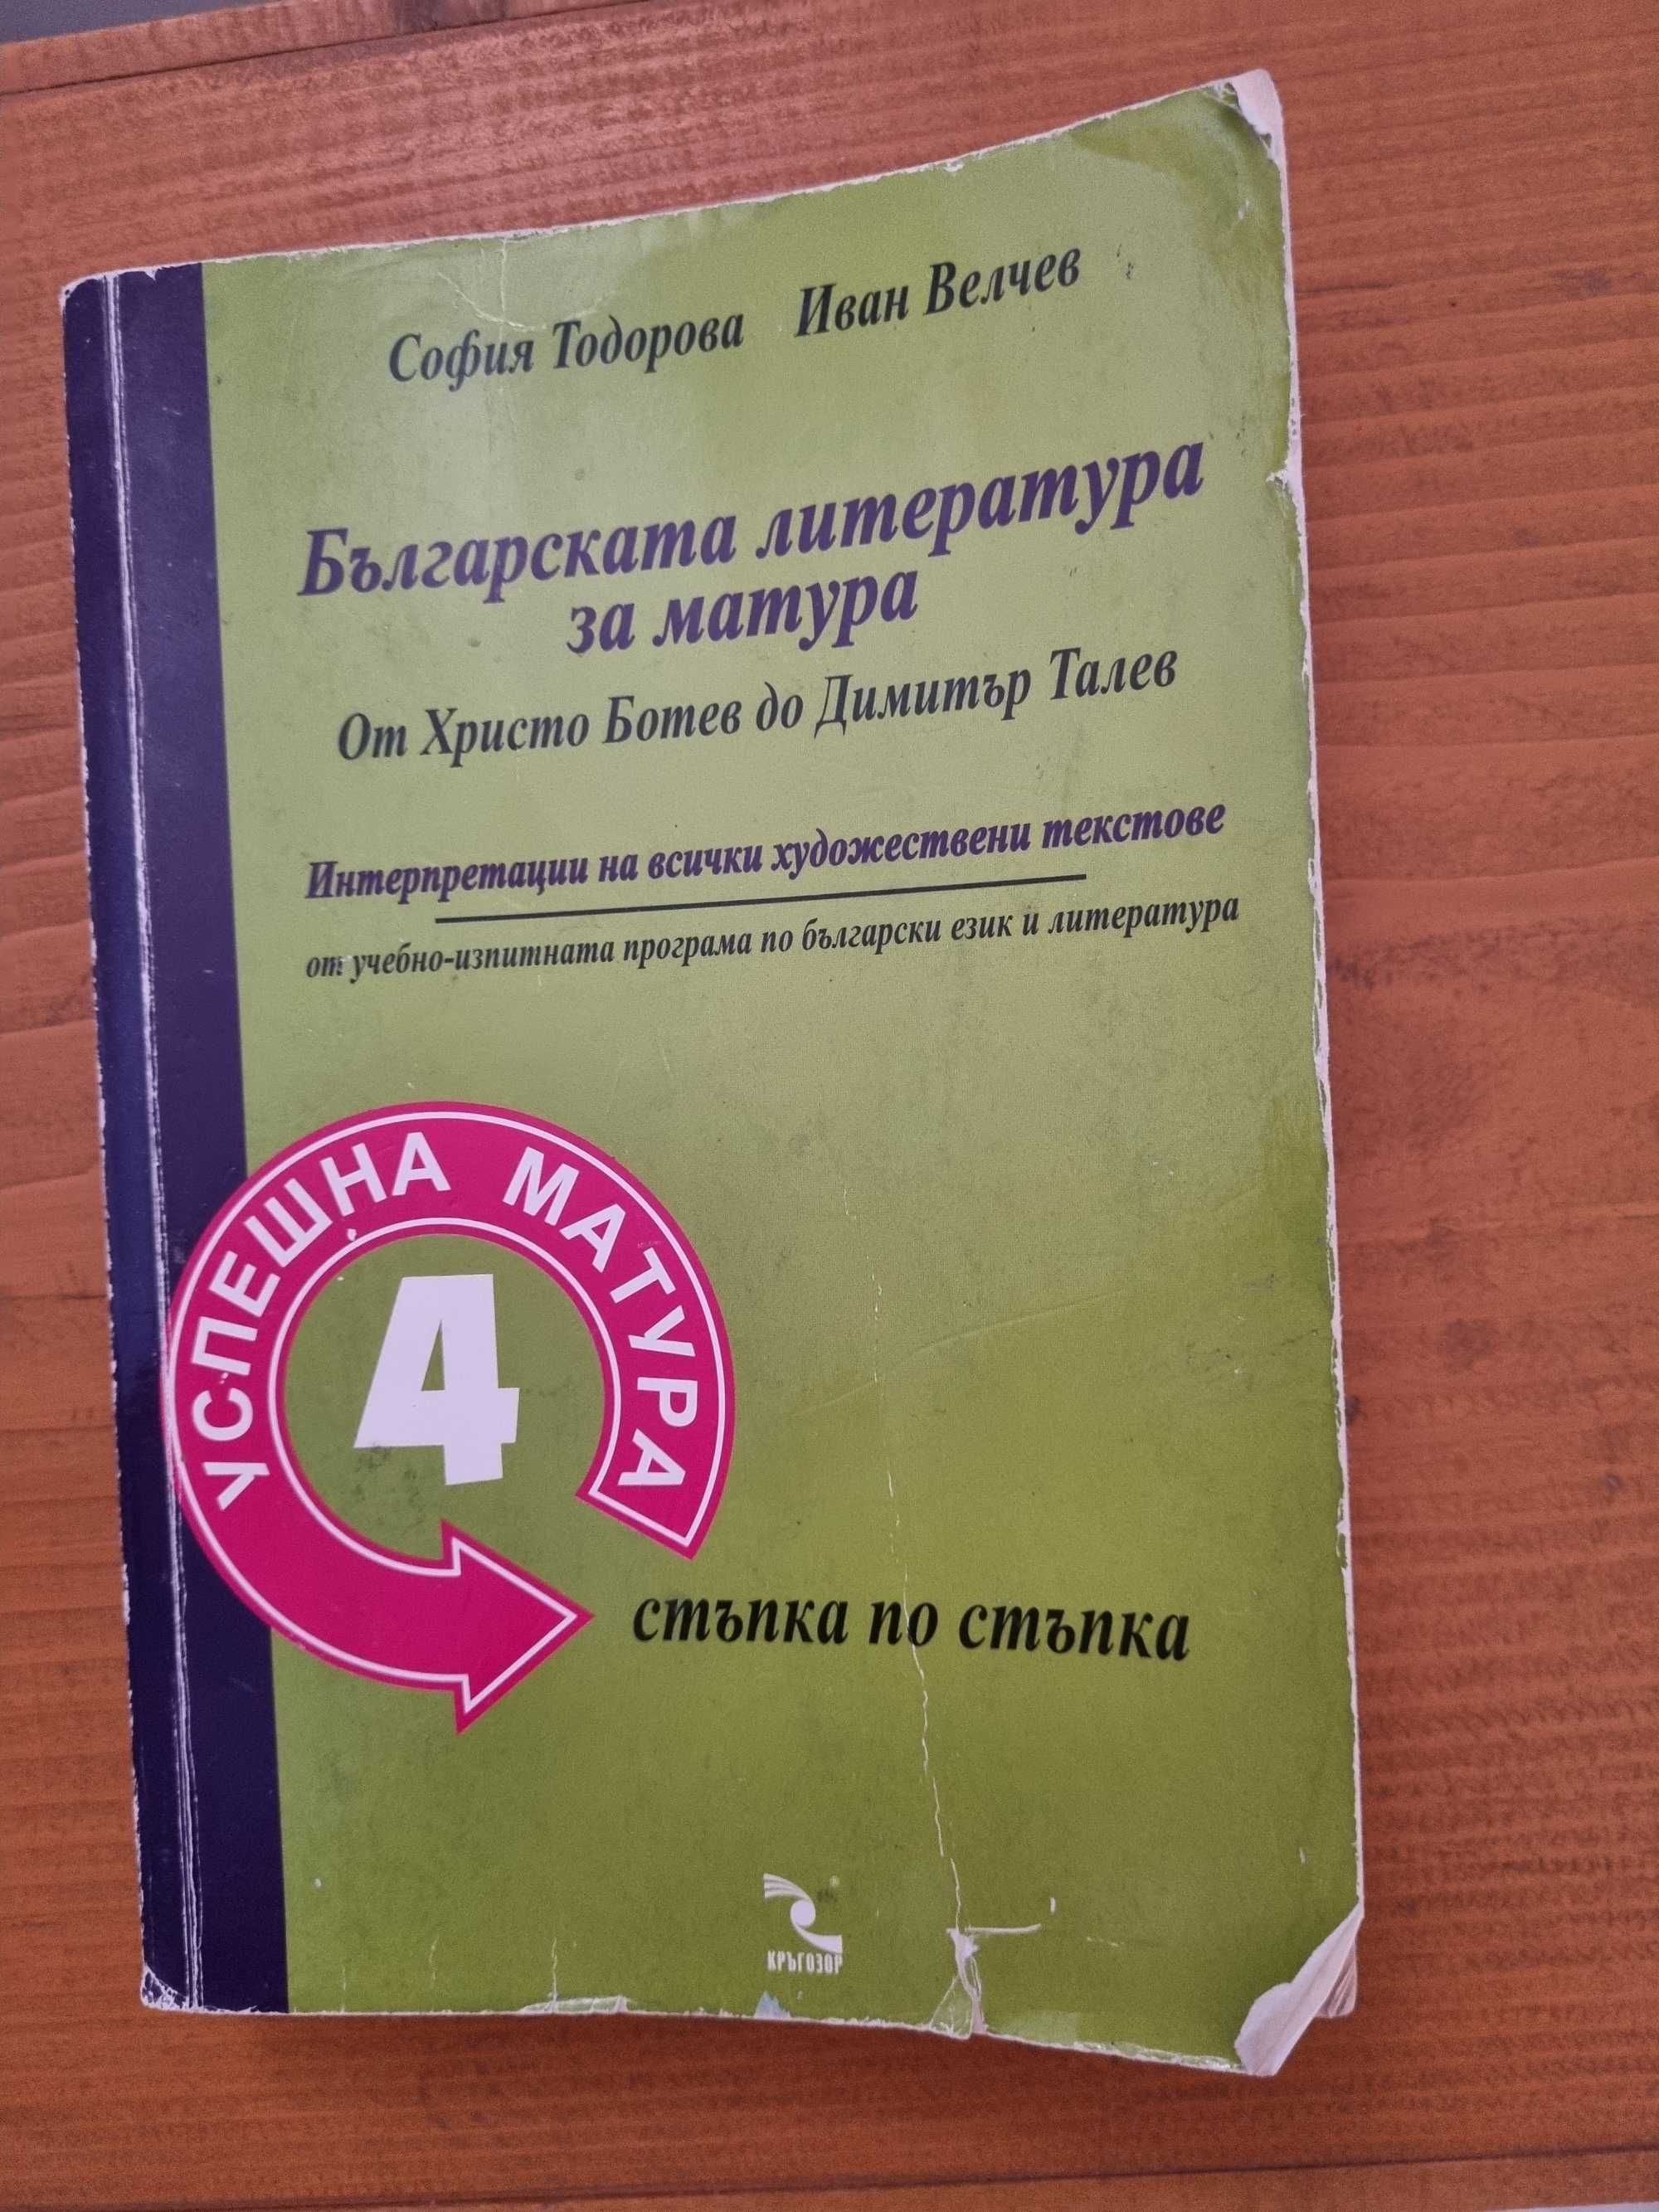 София Тодорова Иван Велчев
Българската литература
за матура
От Христо Ботев до Димитър Талев
Интерпретации на всички художествени текстове
от учебно-изпитната програма по български език и литература
УСПЕШНА МАТУРА
4
стъпка по стъпка
КРЪГОЗОР